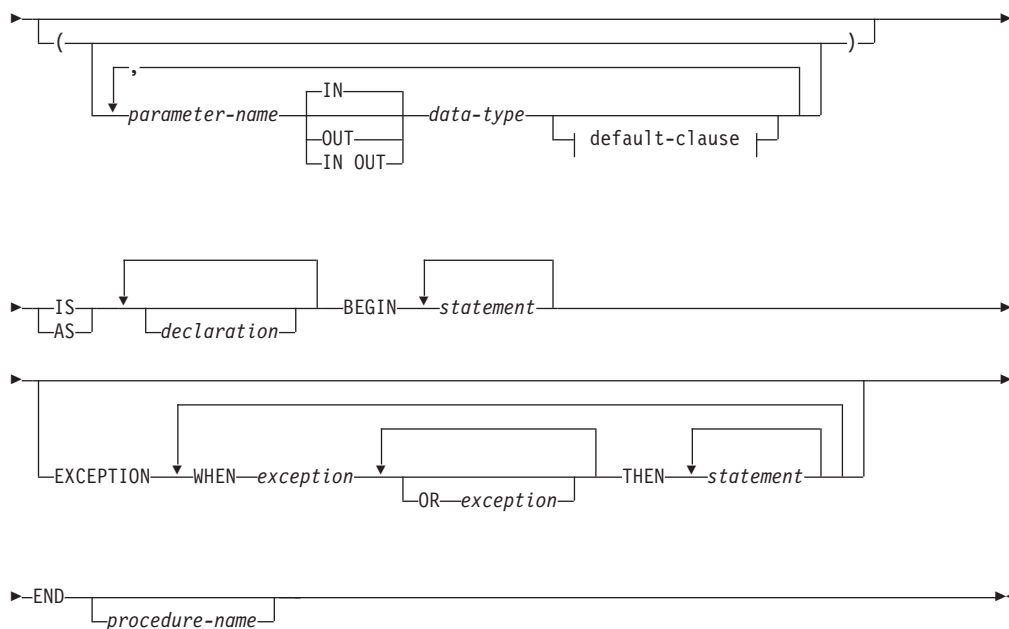 ( )
,
IN
parameter-name data-type
OUT default-clause
IN OUT
IS BEGIN statement
AS declaration
EXCEPTION WHEN exception THEN statement
OR exception
END
procedure-name